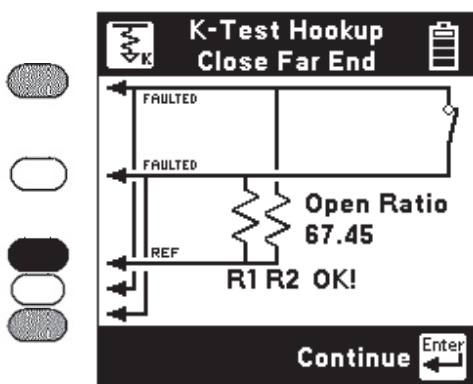 K
K-Test Hookup
Close Far End
FAULTED
FAULTED
Open Ratio
67.45
REF
R1 R2 OK!
Continue Enter